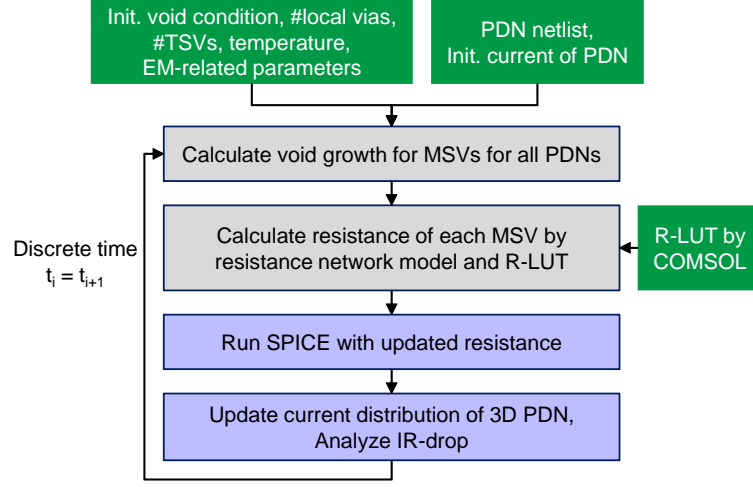 Init. void condition, #local vias,
#TSVs, temperature,
EM-related parameters
PDN netlist,
Init. current of PDN
Calculate void growth for MSVs for all PDNs
Discrete time
t_i = t_{i+1}
Calculate resistance of each MSV by
resistance network model and R-LUT
R-LUT by
COMSOL
Run SPICE with updated resistance
Update current distribution of 3D PDN,
Analyze IR-drop